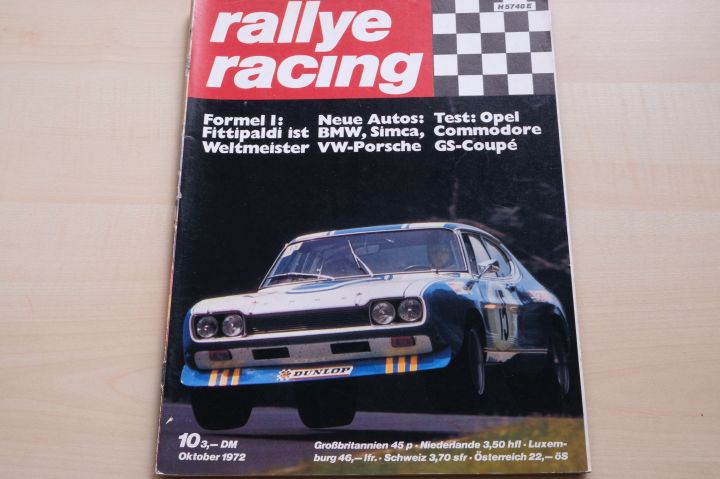 rallye
racing
H 5748 E
Formel 1:
Fittipaldi ist
Weltmeister
Neue Autos:
BMW, Simca,
VW-Porsche
Test: Opel
Commodore
GS-Coupé
DUNLOP
10 3,– DM
Oktober 1972
Großbritannien 45 p · Niederlande 3,50 hfl · Luxem-
burg 46,– lfr. · Schweiz 3,70 sfr · Österreich 22,– öS